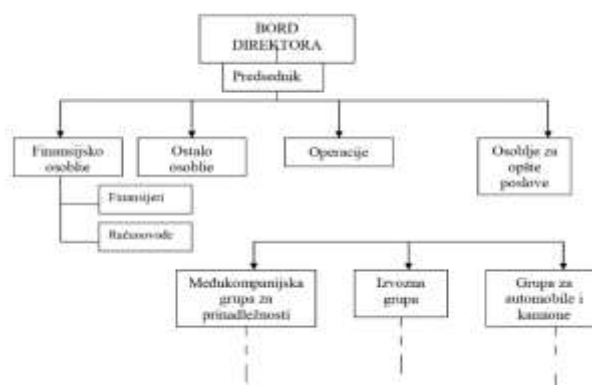 BORD
DIREKTORA
Predsednik
Finansijsko
osoblje
Ostalo
osoblje
Operacije
Osoblje za
opšte
poslove
Finansijeri
Računovođe
Međukompanijska
grupa za
prinadležnosti
Izvozna
grupa
Grupa za
automobile i
kamione